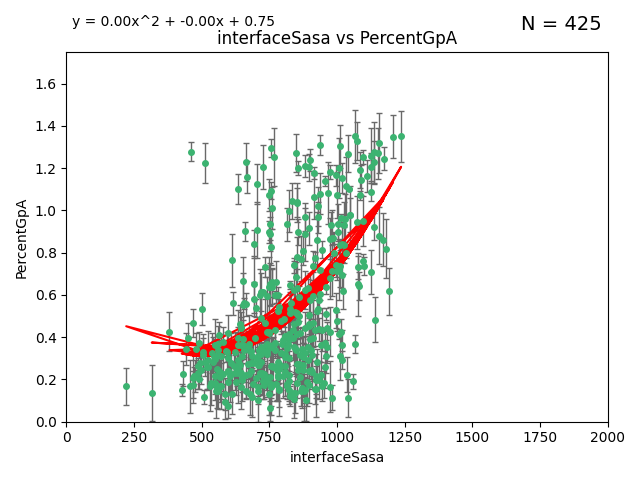 y = 0.00x^2 + -0.00x + 0.75
N = 425
interfaceSasa vs PercentGpA
PercentGpA
1.6
1.4
1.2
1.0
0.8
0.6
0.4
0.2
0.0
0 250 500 750 1000 1250 1500 1750 2000
interfaceSasa